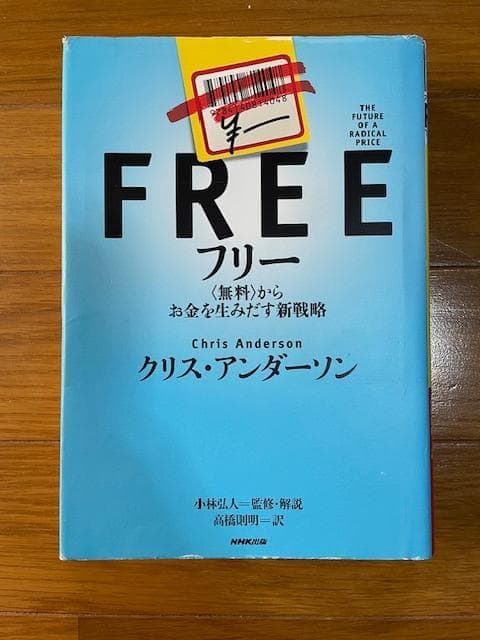 9784140814048
¥—
THE
FUTURE
OF A
RADICAL
PRICE
FREE
フリー
〈無料〉から
お金を生みだす新戦略
Chris Anderson
クリス・アンダーソン
小林弘人＝監修・解説
高橋則明＝訳
NHK出版